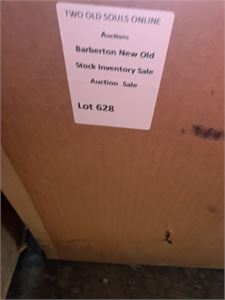 TWO OLD SOULS ONLINE
Auctions
Barberton New Old
Stock Inventory Sale
Auction Sale
Lot 628